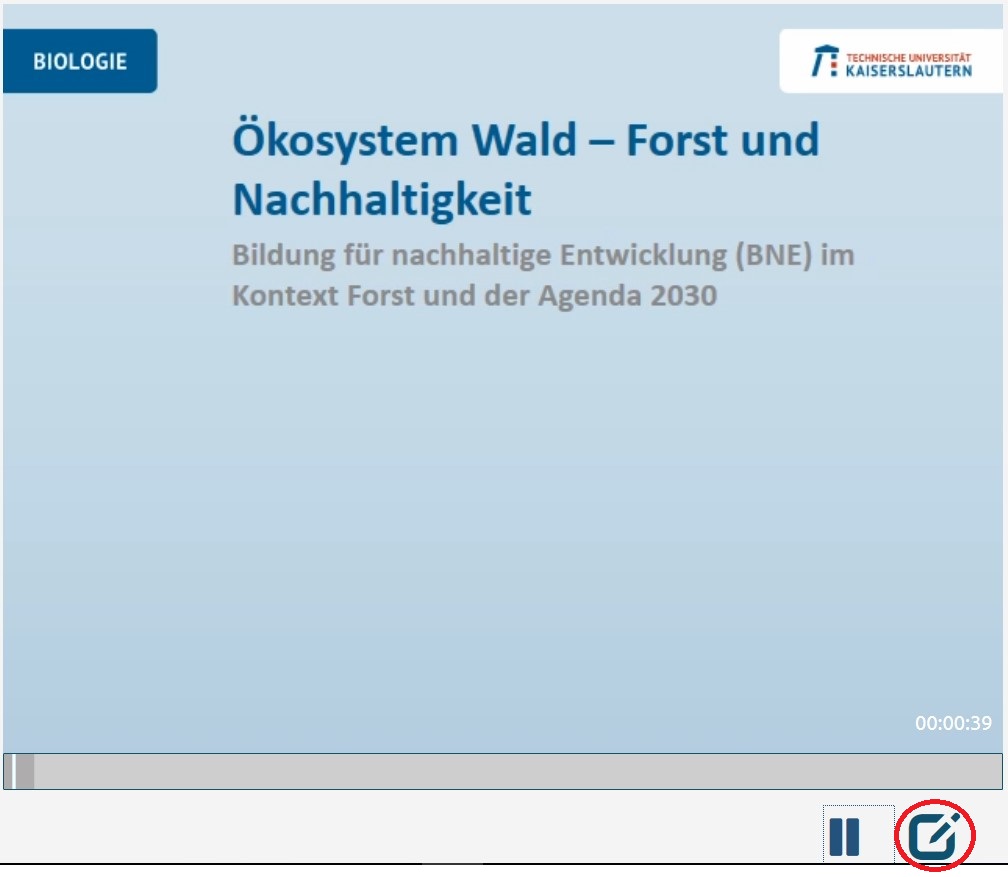 BIOLOGIE
TECHNISCHE UNIVERSITÄT
KAISERSLAUTERN
Ökosystem Wald – Forst und
Nachhaltigkeit
Bildung für nachhaltige Entwicklung (BNE) im
Kontext Forst und der Agenda 2030
00:00:39